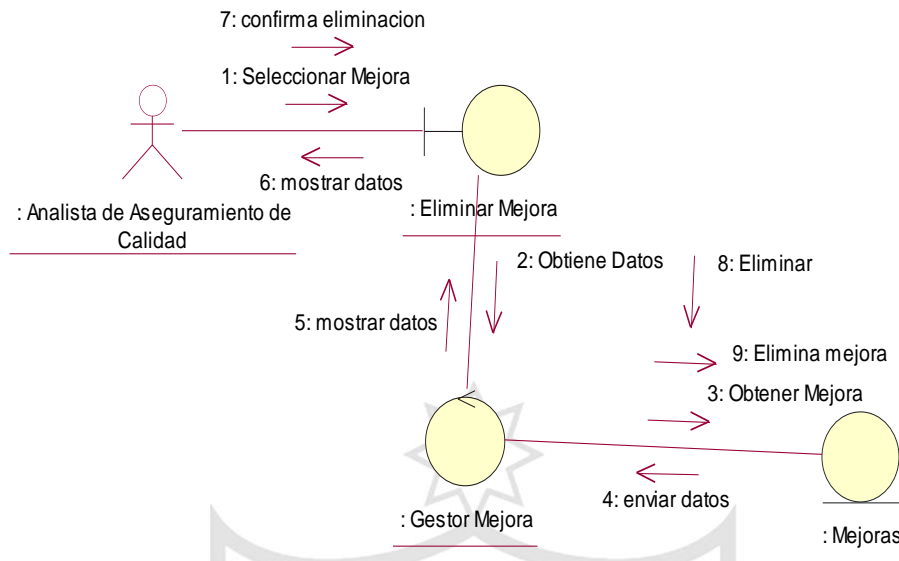 7: confirma eliminacion
1: Seleccionar Mejora
6: mostrar datos
: Analista de Aseguramiento de
Calidad
: Eliminar Mejora
2: Obtiene Datos
8: Eliminar
5: mostrar datos
9: Elimina mejora
3: Obtener Mejora
4: enviar datos
: Gestor Mejora
: Mejoras